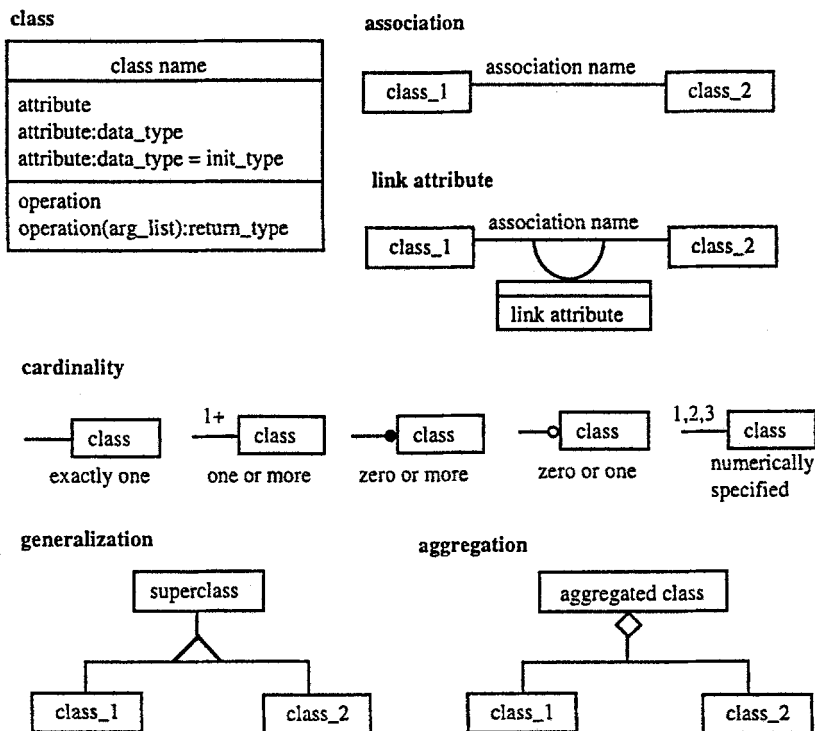 class
class name
attribute
attribute:data_type
attribute:data_type = init_type
operation
operation(arg_list):return_type
association
association name
class_1
class_2
link attribute
association name
class_1
class_2
link attribute
cardinality
class
exactly one
1+
class
one or more
class
zero or more
class
zero or one
1,2,3
class
numerically
specified
generalization
superclass
class_1
class_2
aggregation
aggregated class
class_1
class_2